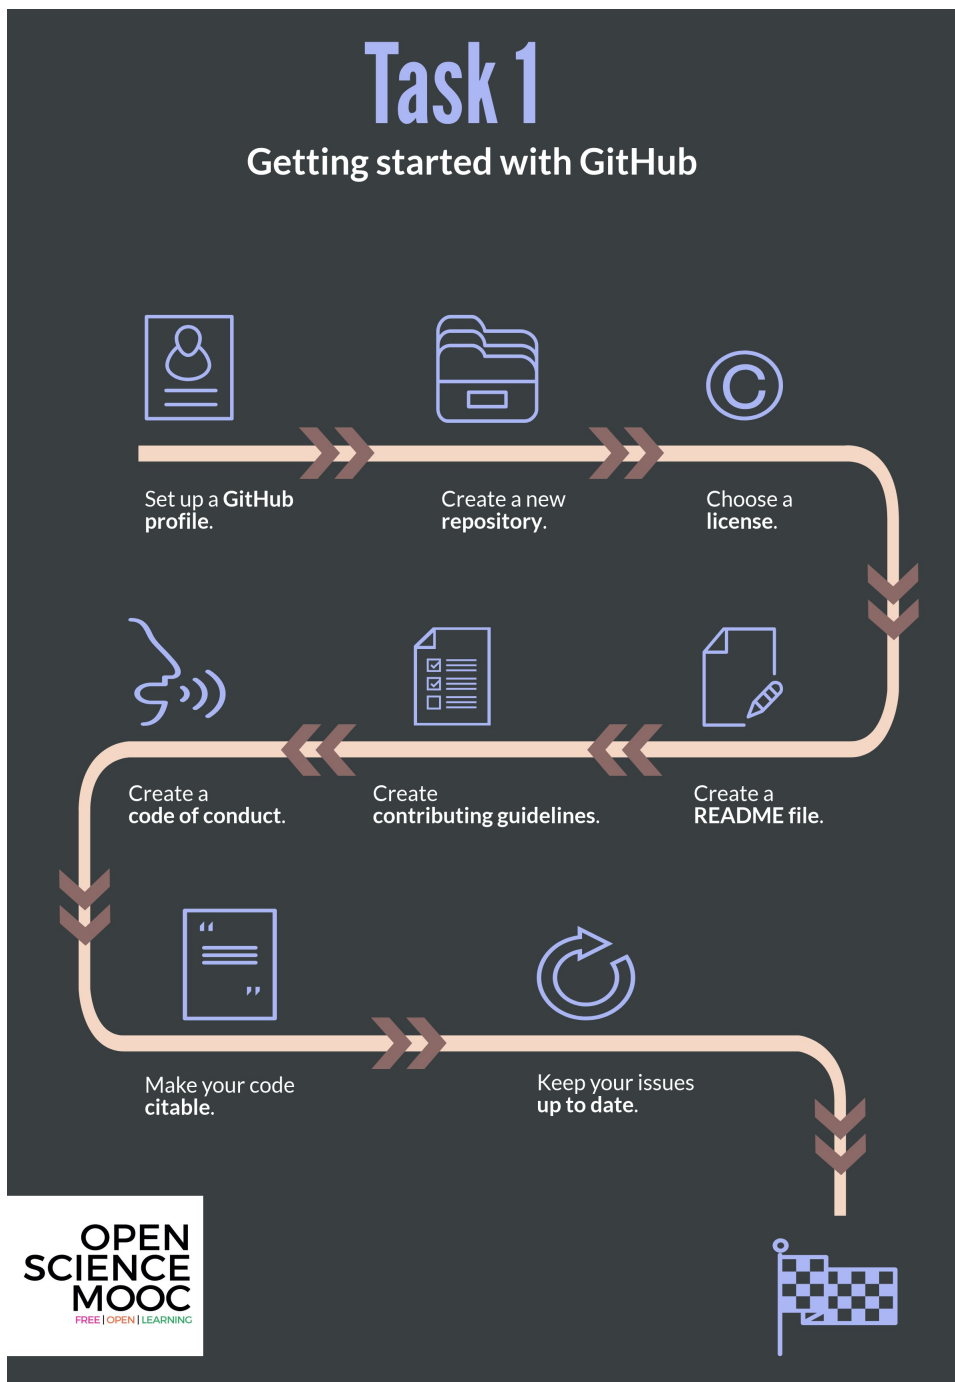 Task 1
Getting started with GitHub
Set up a GitHub
profile.
Create a new
repository.
Choose a
license.
Create a
README file.
Create
contributing guidelines.
Create a
code of conduct.
Make your code
citable.
Keep your issues
up to date.
OPEN
SCIENCE
MOOC
FREE | OPEN | LEARNING